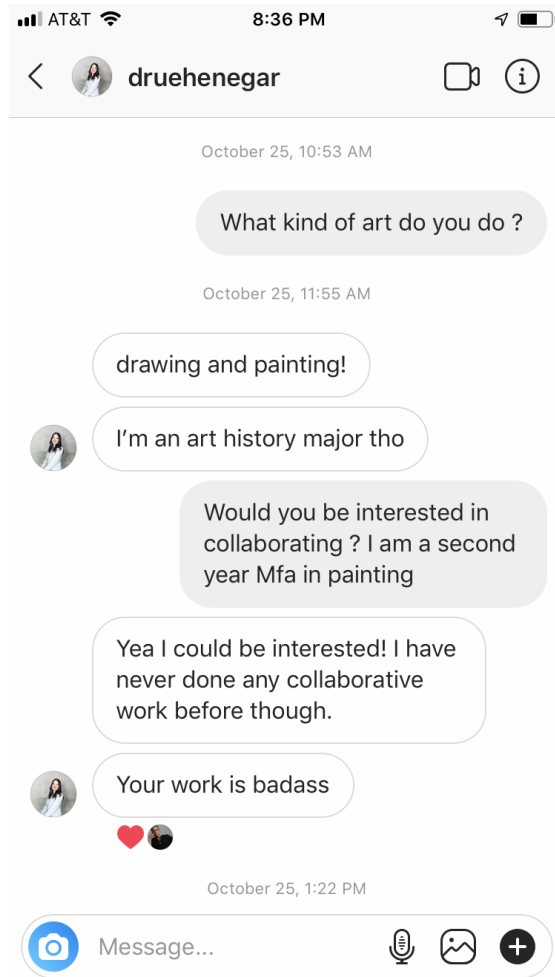 AT&T 8:36 PM
druehenegar
October 25, 10:53 AM
What kind of art do you do ?
October 25, 11:55 AM
drawing and painting!
I’m an art history major tho
Would you be interested in
collaborating ? I am a second
year Mfa in painting
Yea I could be interested! I have
never done any collaborative
work before though.
Your work is badass
October 25, 1:22 PM
Message...